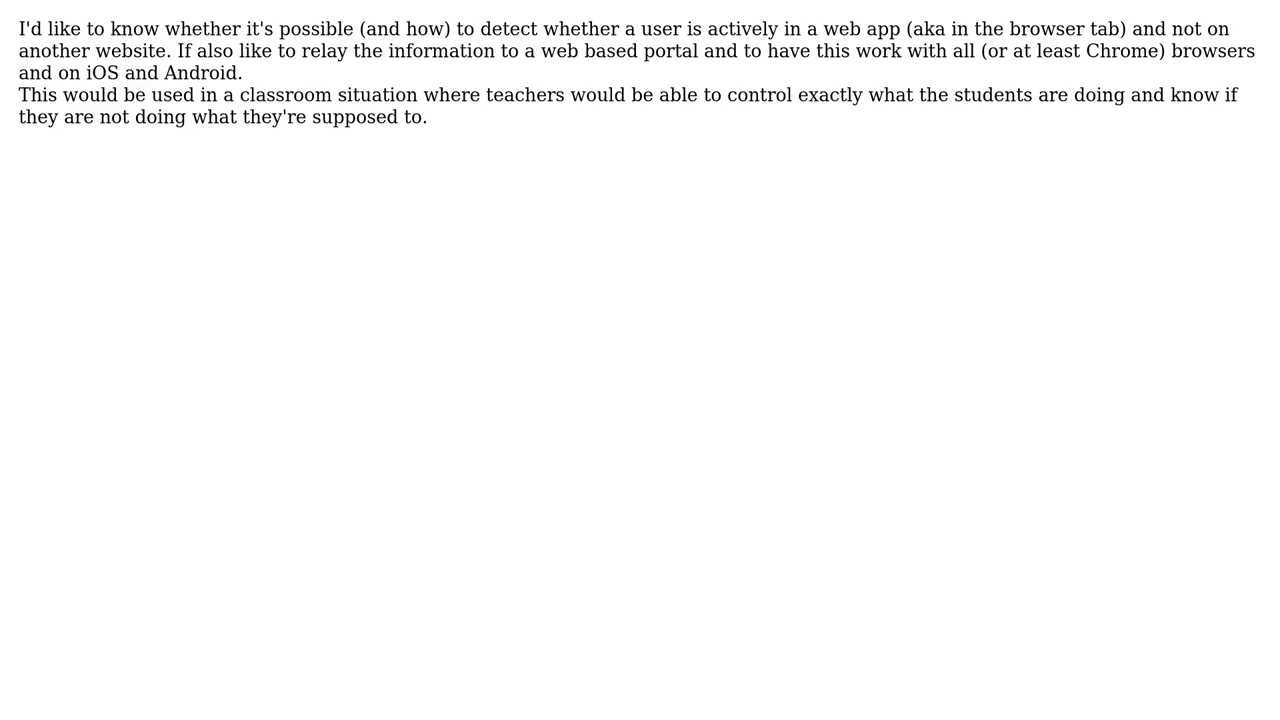 I'd like to know whether it's possible (and how) to detect whether a user is actively in a web app (aka in the browser tab) and not on
another website. If also like to relay the information to a web based portal and to have this work with all (or at least Chrome) browsers
and on iOS and Android.
This would be used in a classroom situation where teachers would be able to control exactly what the students are doing and know if
they are not doing what they're supposed to.